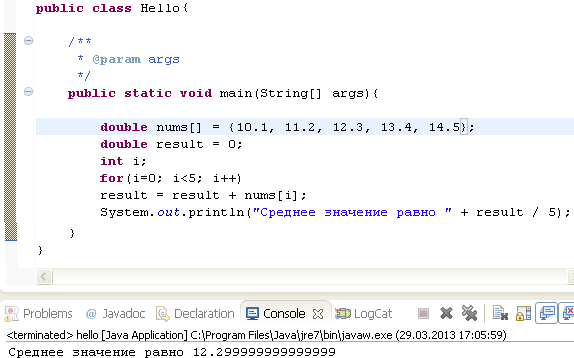 public class Hello{
/**
* @param args
*/
public static void main(String[] args){
double nums[] = {10.1, 11.2, 12.3, 13.4, 14.5};
double result = 0;
int i;
for(i=0; i<5; i++)
result = result + nums[i];
System.out.println("Среднее значение равно " + result / 5);
}
}
Problems @ Javadoc Declaration Console LogCat
<terminated> hello [Java Application] C:\Program Files\Java\jre7\bin\javaw.exe (29.03.2013 17:05:59)
Среднее значение равно 12.299999999999999